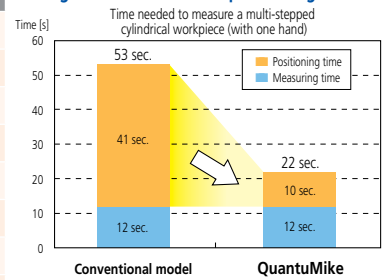 Time needed to measure a multi-stepped
cylindrical workpiece (with one hand)
Time [s]
60
50
40
30
20
10
0
53 sec.
41 sec.
12 sec.
Positioning time
Measuring time
22 sec.
10 sec.
12 sec.
Conventional model
QuantuMike